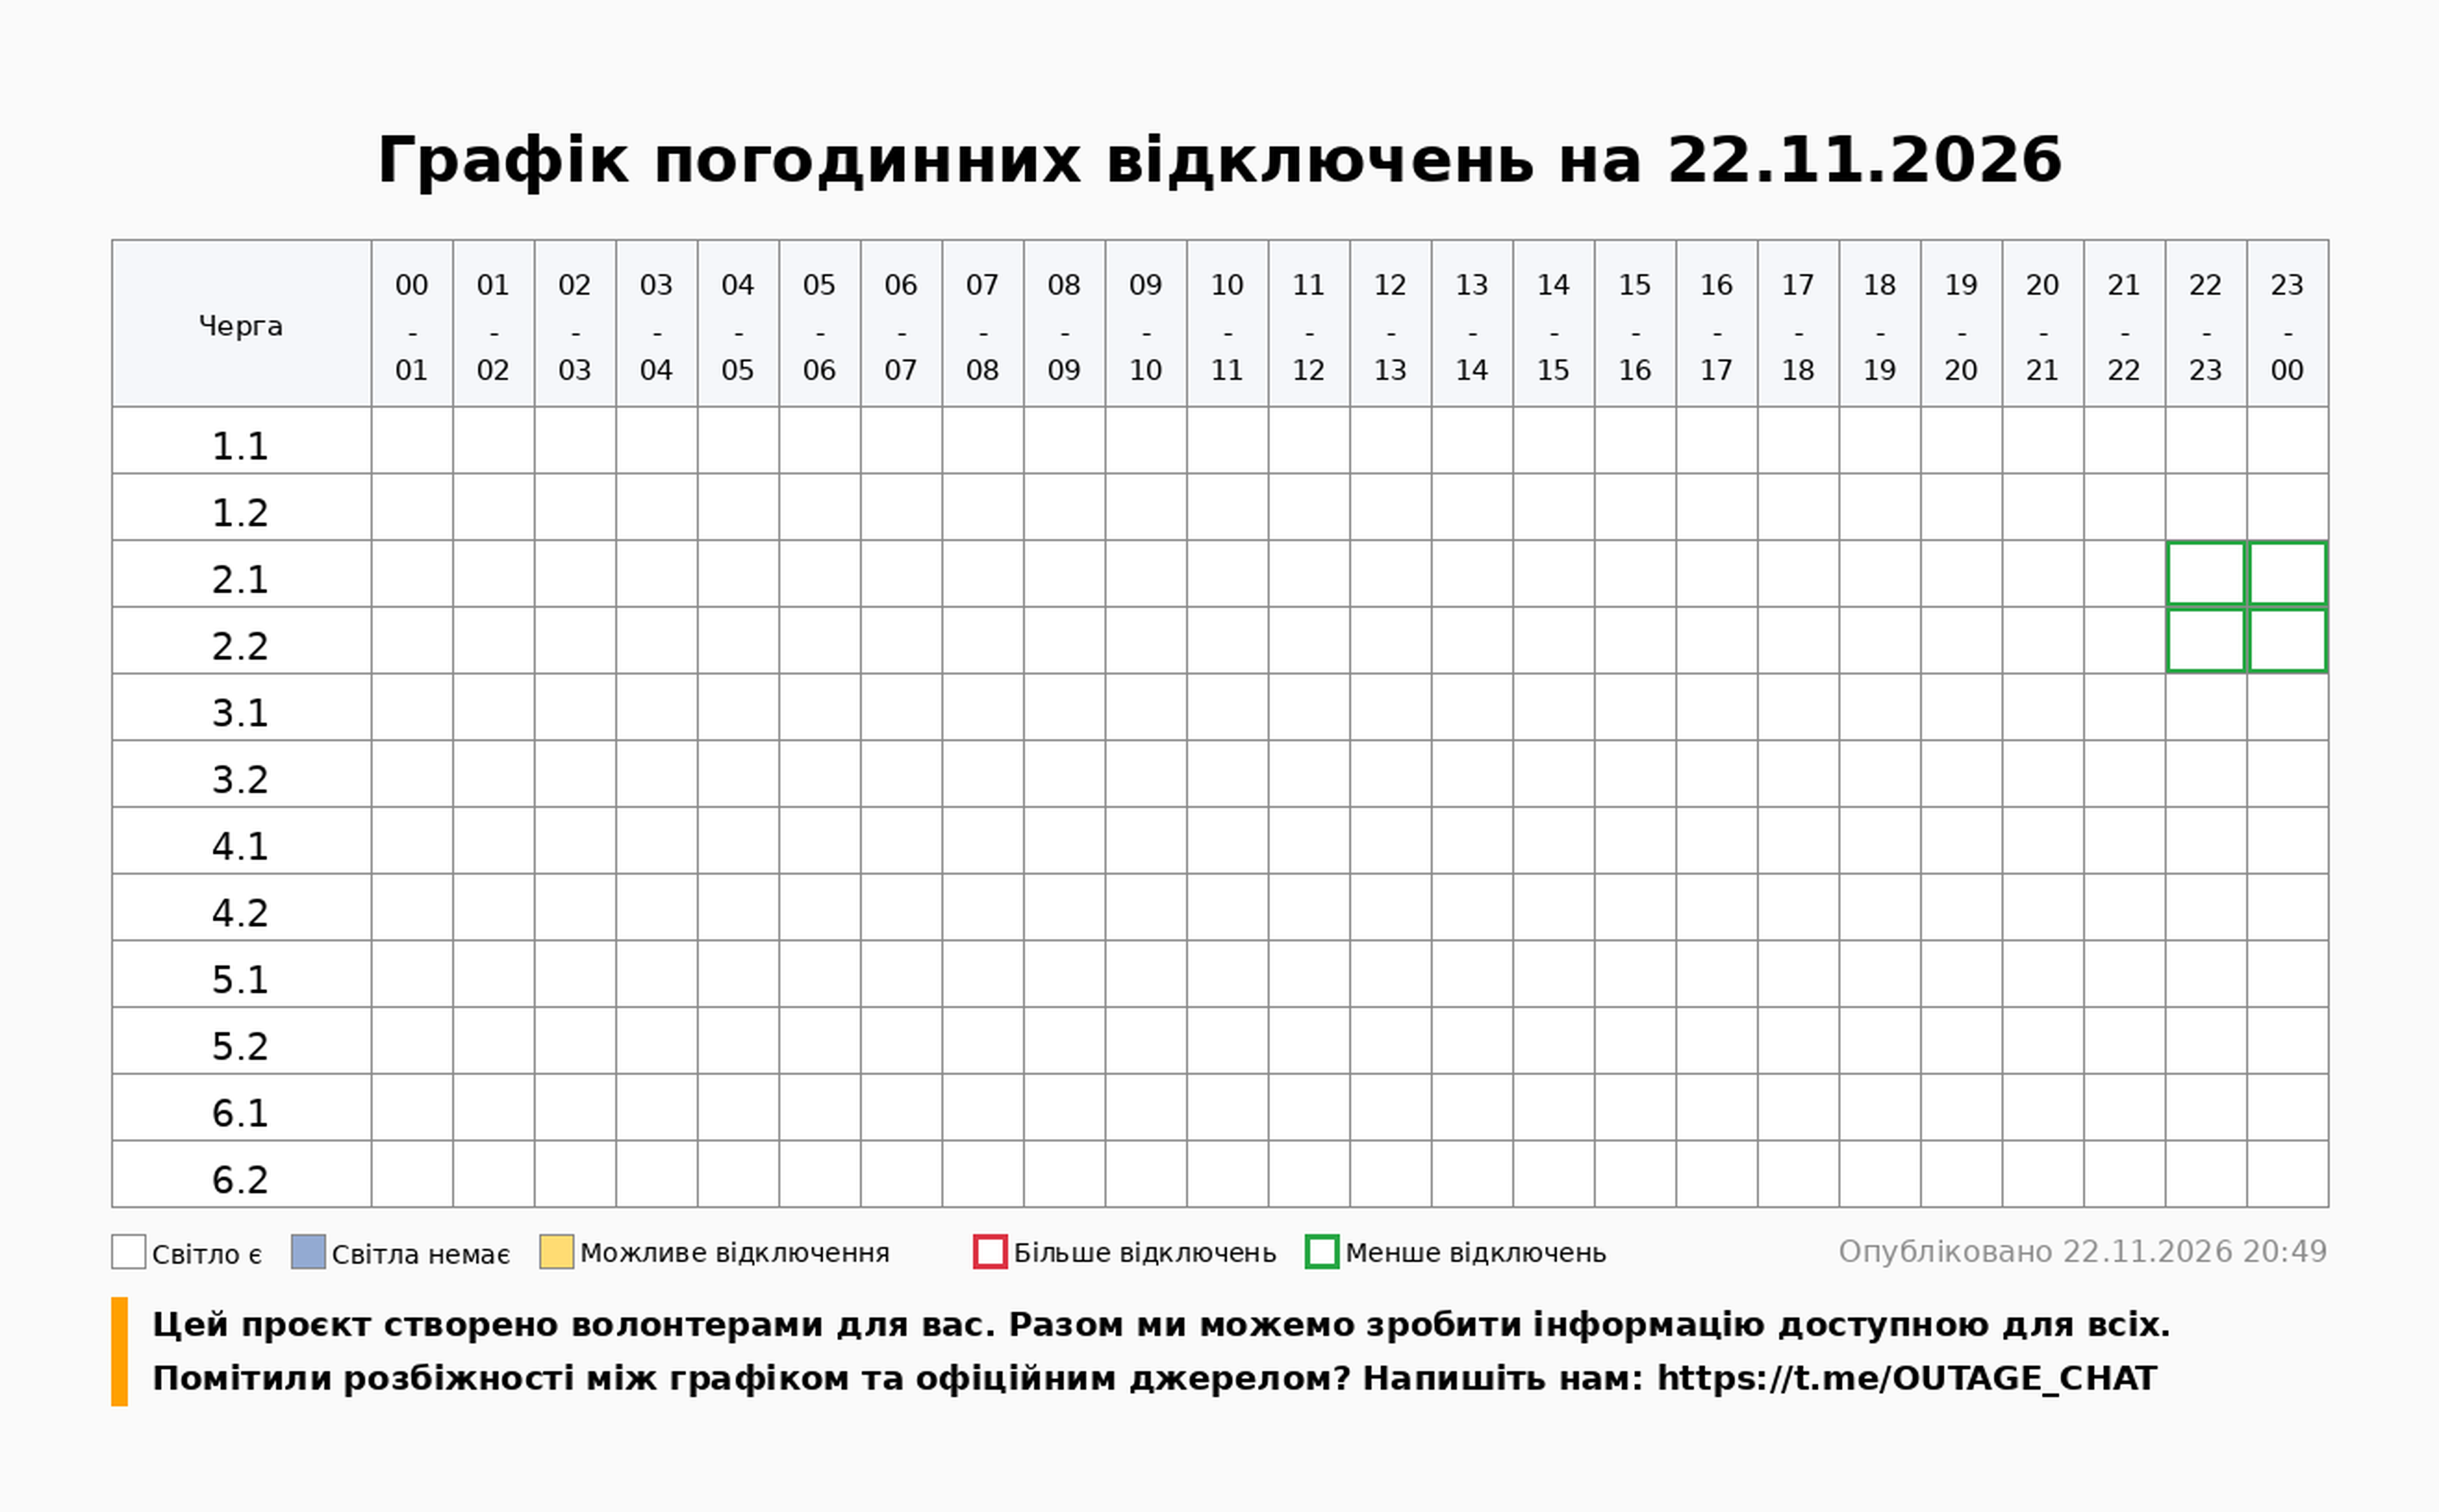 Графік погодинних відключень на 22.11.2026
Черга 00 - 01 01 - 02 02 - 03 03 - 04 04 - 05 05 - 06 06 - 07 07 - 08 08 - 09 09 - 10 10 - 11 11 - 12 12 - 13 13 - 14 14 - 15 15 - 16 16 - 17 17 - 18 18 - 19 19 - 20 20 - 21 21 - 22 22 - 23 23 - 00
1.1
1.2
2.1
2.2
3.1
3.2
4.1
4.2
5.1
5.2
6.1
6.2
Світло є Світла немає Можливе відключення Більше відключень Менше відключень Опубліковано 22.11.2026 20:49
Цей проєкт створено волонтерами для вас. Разом ми можемо зробити інформацію доступною для всіх.
Помітили розбіжності між графіком та офіційним джерелом? Напишіть нам: https://t.me/OUTAGE_CHAT